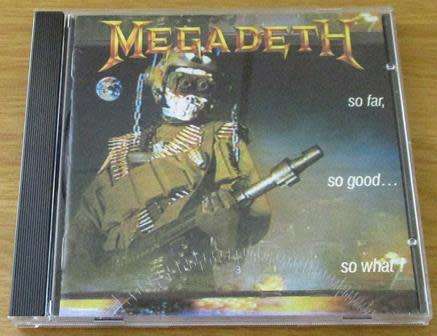 MEGADETH
so far,
so good...
so what!